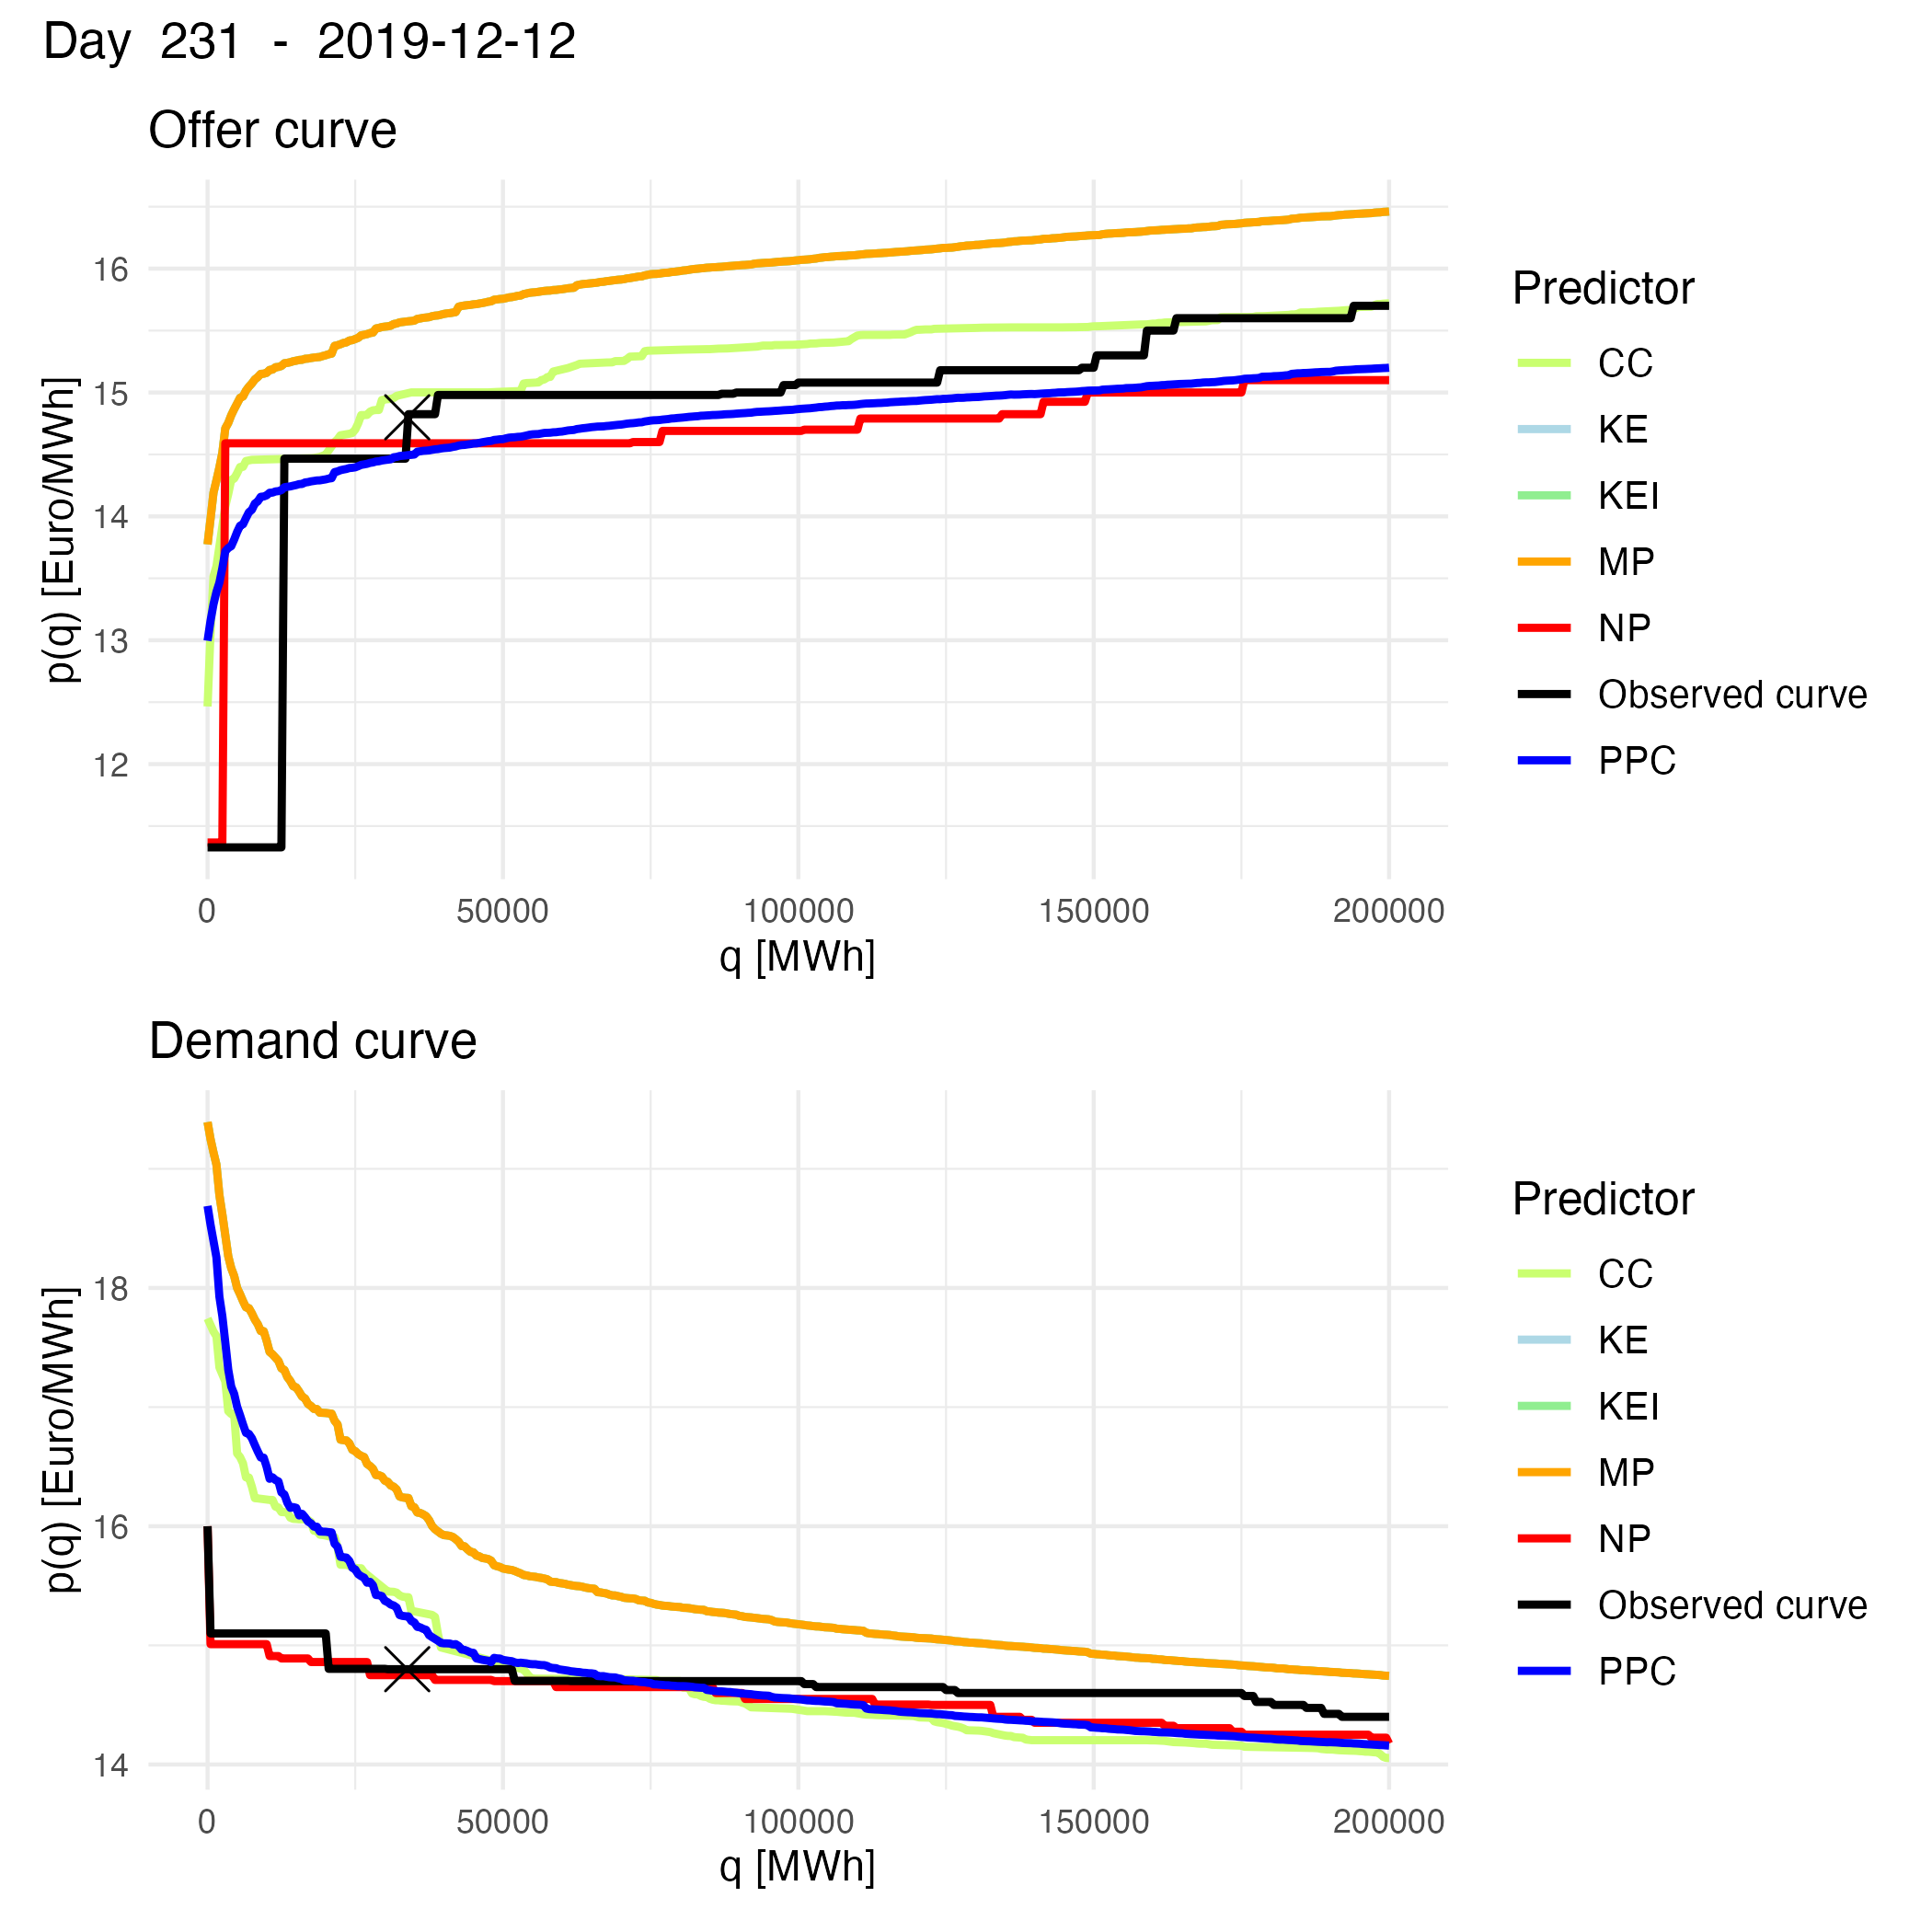 Day 231 - 2019-12-12
Offer curve
p(q) [Euro/MWh]
16
15
14
13
12
0 50000 100000 150000 200000
q [MWh]
Predictor
CC
KE
KEI
MP
NP
Observed curve
PPC
Demand curve
p(q) [Euro/MWh]
18
16
14
0 50000 100000 150000 200000
q [MWh]
Predictor
CC
KE
KEI
MP
NP
Observed curve
PPC